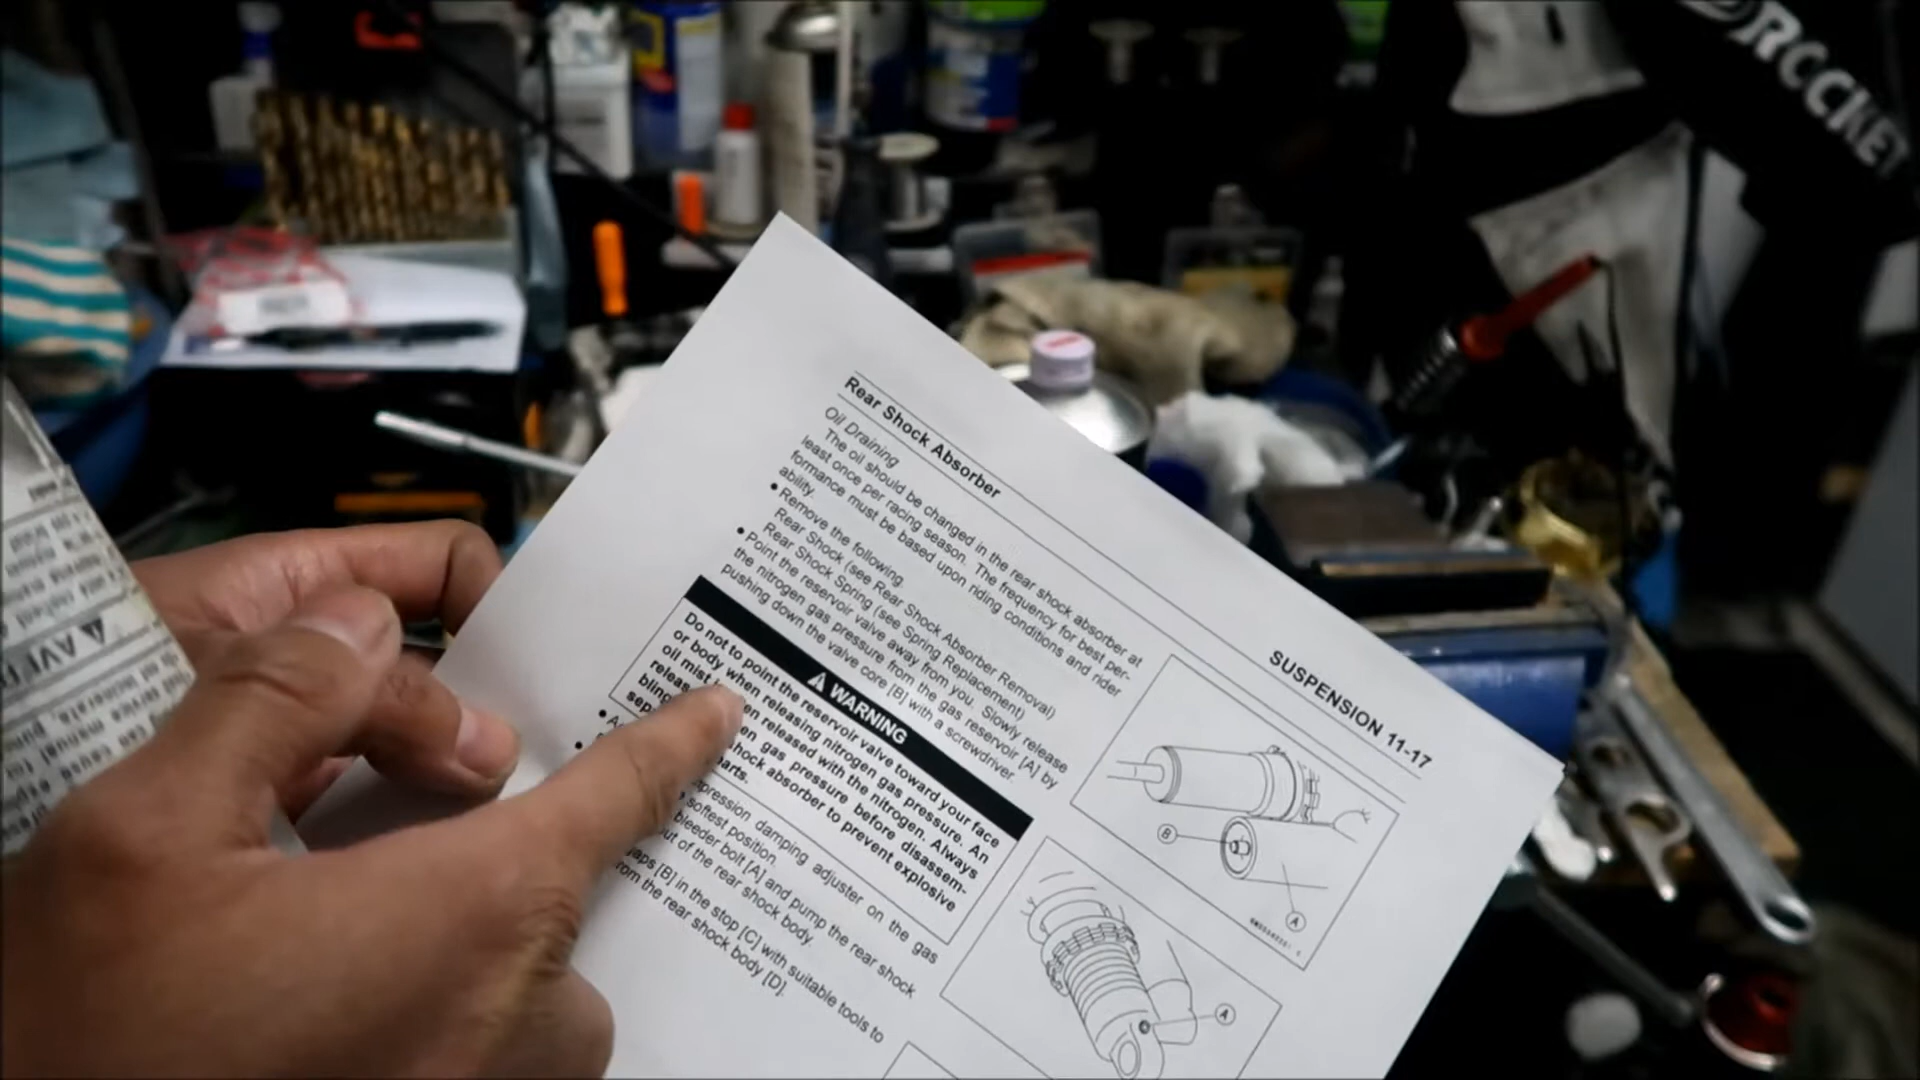 SUSPENSION 11-17
Rear Shock Absorber
Oil Draining
The oil should be changed in the rear shock absorber at
least once per racing season. The frequency for best per-
formance must be based upon riding conditions and rider
ability.
• Remove the following.
Rear Shock (see Rear Shock Absorber Removal)
Rear Shock Spring (see Spring Replacement)
• Point the reservoir valve away from you. Slowly release
the nitrogen gas pressure from the gas reservoir [A] by
pushing down the valve core [B] with a screwdriver.
WARNING
Do not to point the reservoir valve toward your face
or body when releasing nitrogen gas pressure. An
oil mist released with the nitrogen. Always
gas pressure before disassem-
shock absorber to prevent explosive
parts.
damping adjuster on the gas
softest position.
bleeder bolt [A] and pump the rear shock
of the rear shock body.
[B] in the stop [C] with suitable tools to
from the rear shock body [D].
B
A
A